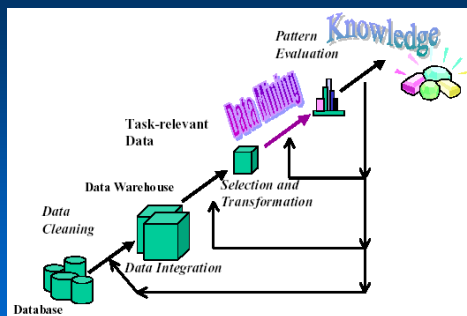 Knowledge
Pattern
Evaluation
Data Mining
Task-relevant
Data
Selection and
Transformation
Data Warehouse
Data
Cleaning
Data Integration
Database